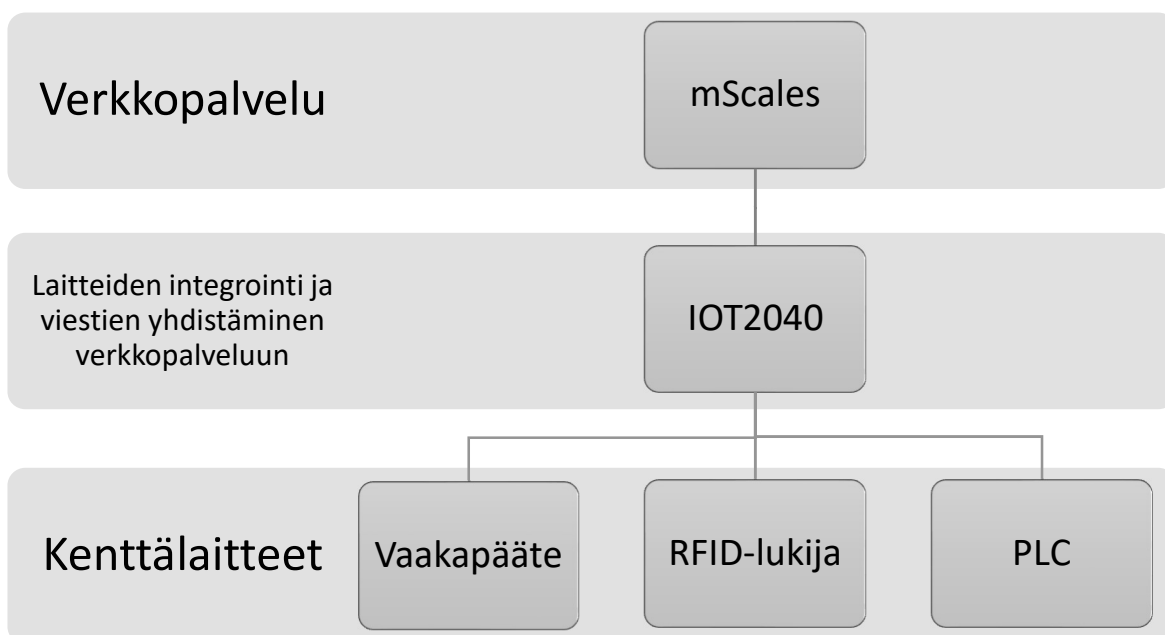 Verkkopalvelu
mScales
Laitteiden integrointi ja
viestien yhdistäminen
verkkopalveluun
IOT2040
Kenttälaitteet
Vaakapääte
RFID-lukija
PLC